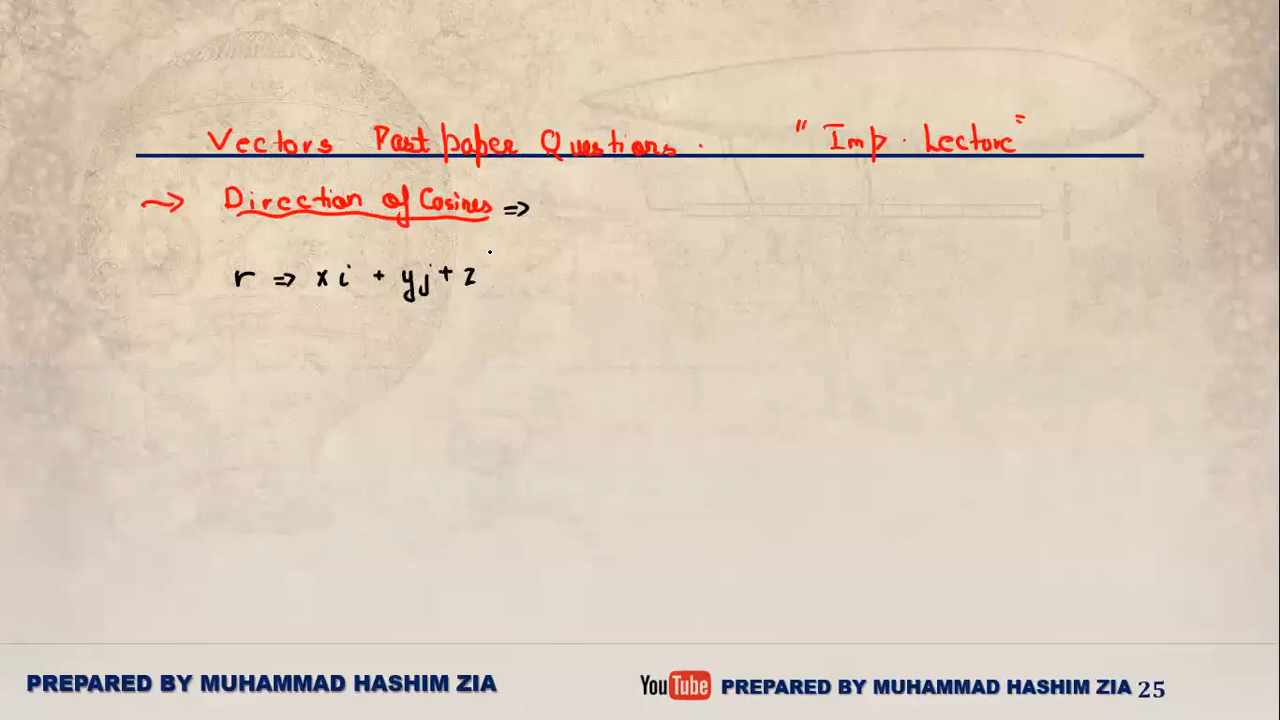 Vectors Past paper Questions. " Imp. Lecture "
~> Direction of Cosines =>
r => xi + yj + z
PREPARED BY MUHAMMAD HASHIM ZIA YouTube PREPARED BY MUHAMMAD HASHIM ZIA 25